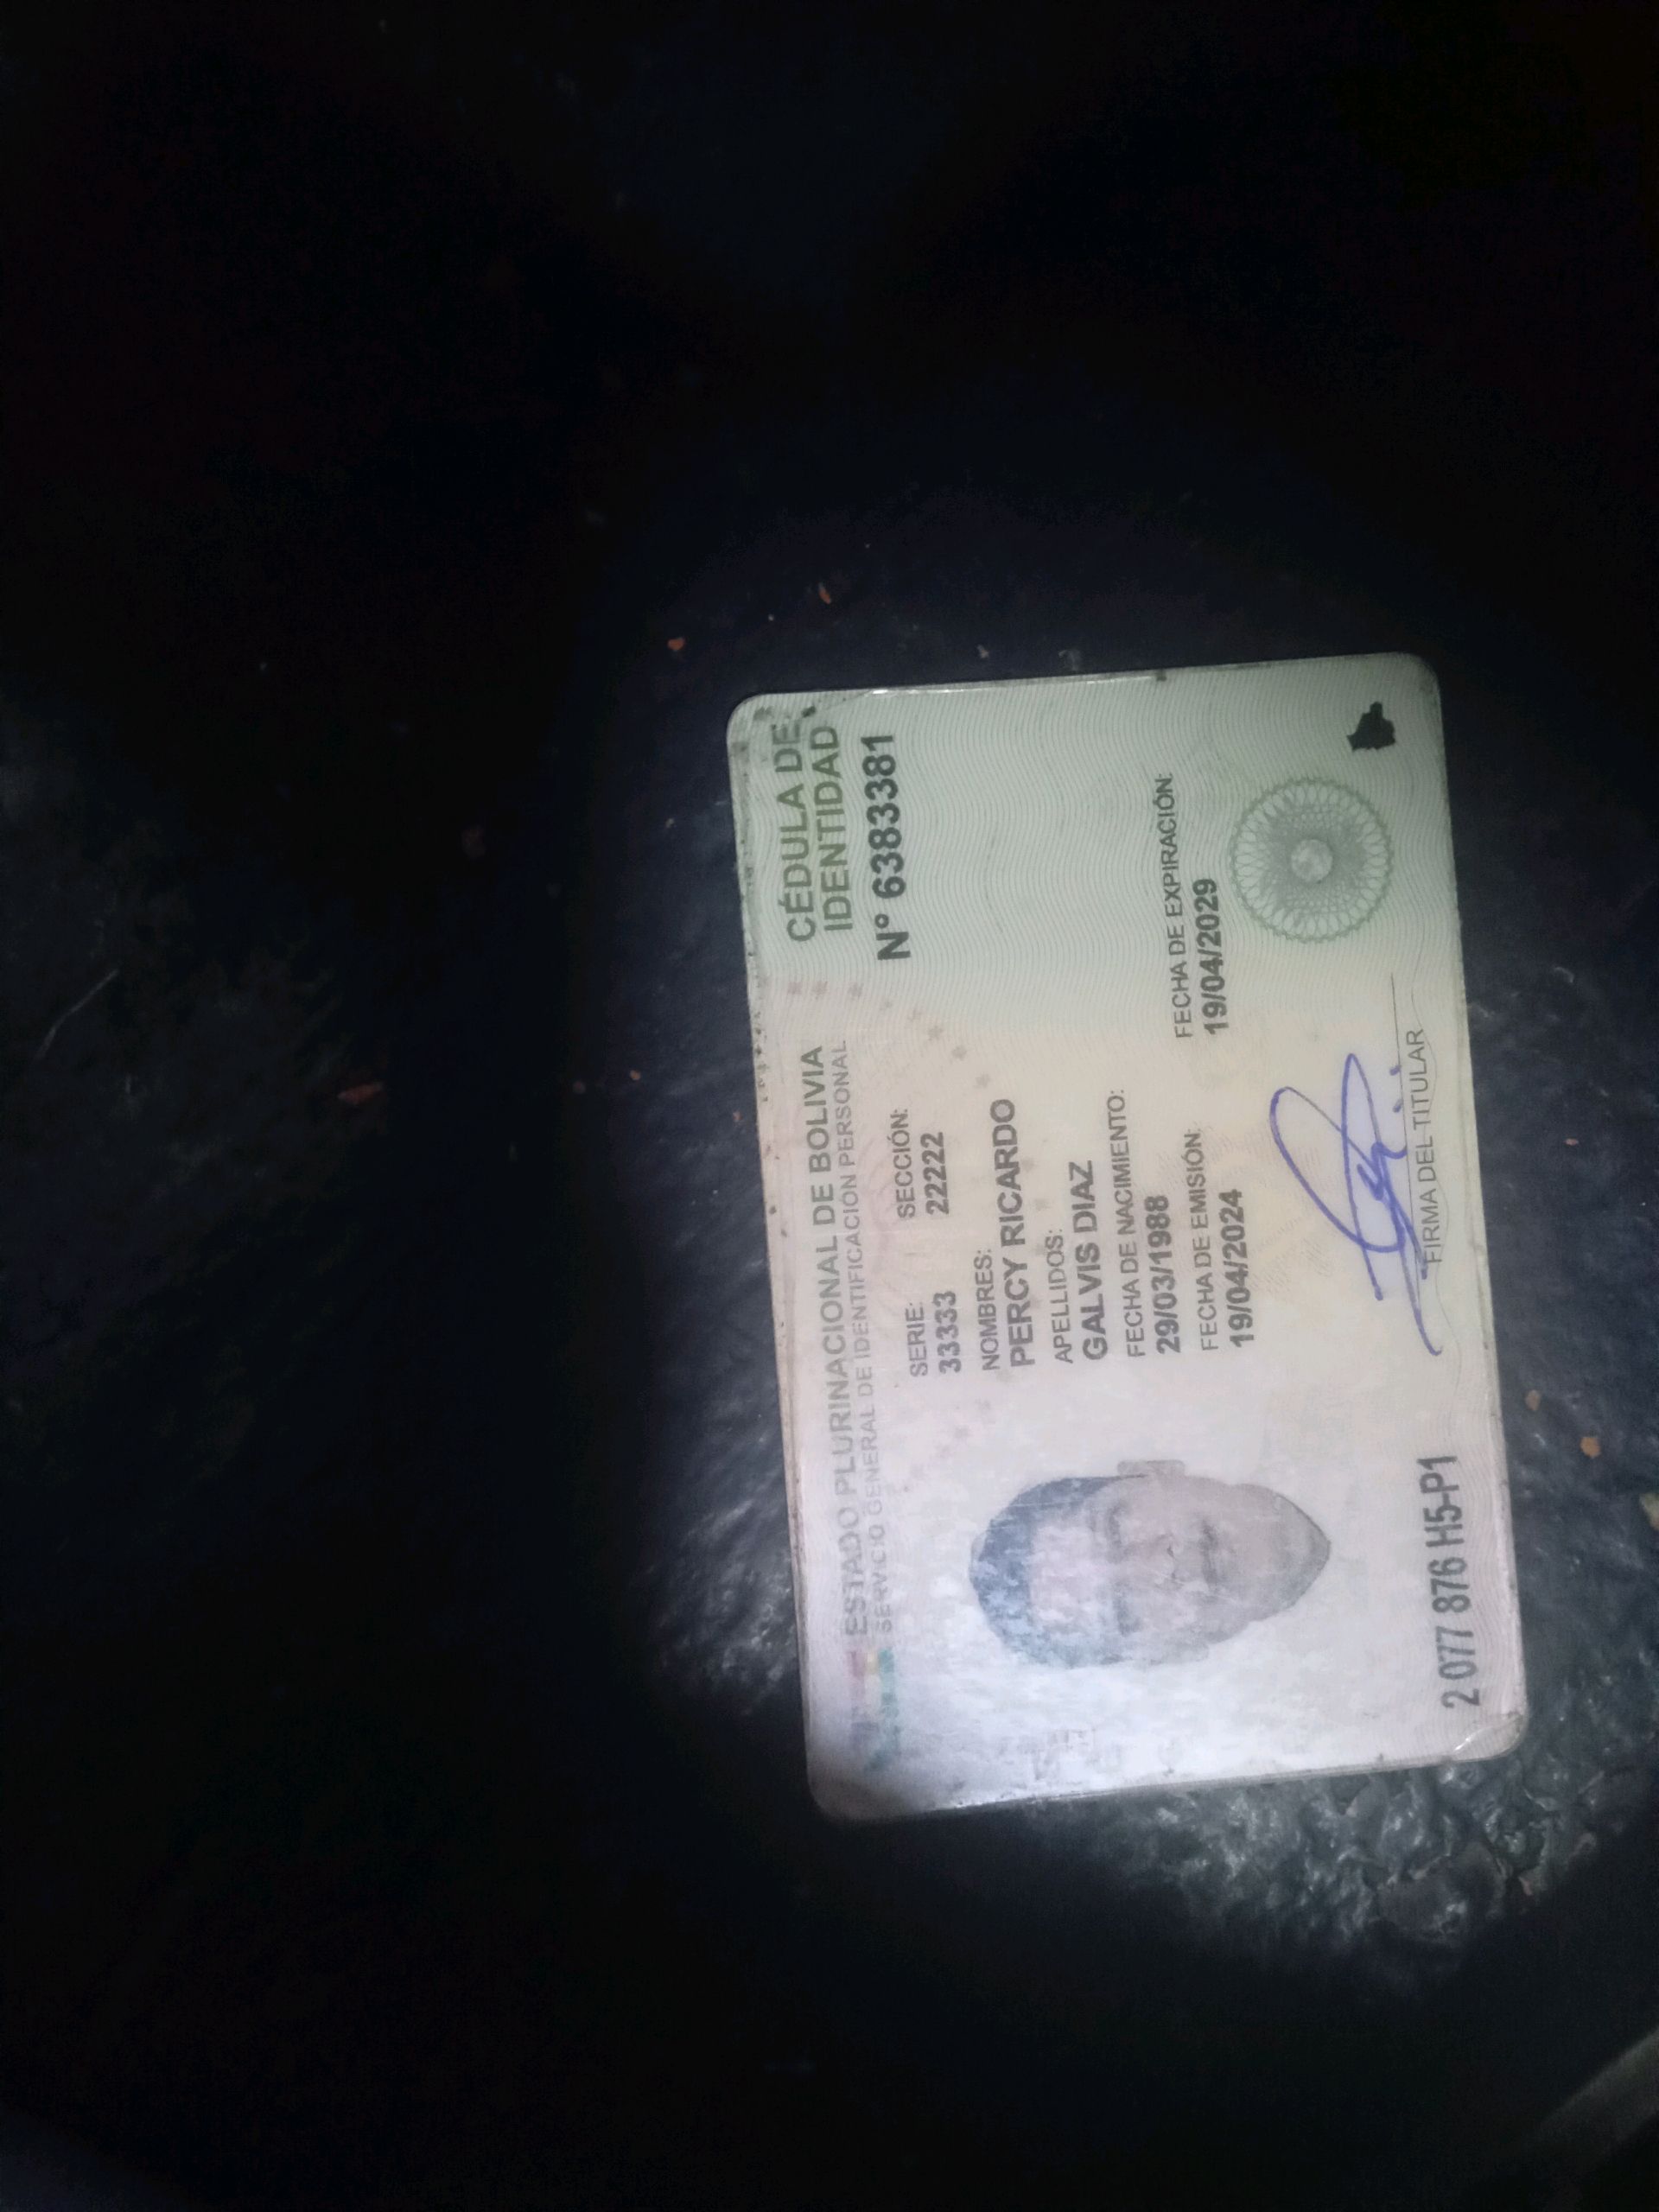 ESTADO PLURINACIONAL DE BOLIVIA
SERVICIO GENERAL DE IDENTIFICACIÓN PERSONAL
CÉDULA DE
IDENTIDAD
N° 6383381
SERIE: SECCIÓN:
33333 22222
NOMBRES:
PERCY RICARDO
APELLIDOS:
GALVIS DIAZ
FECHA DE NACIMIENTO:
29/03/1988
FECHA DE EMISIÓN: FECHA DE EXPIRACIÓN:
19/04/2024 19/04/2029
FIRMA DEL TITULAR
2 077 876 H5-P1